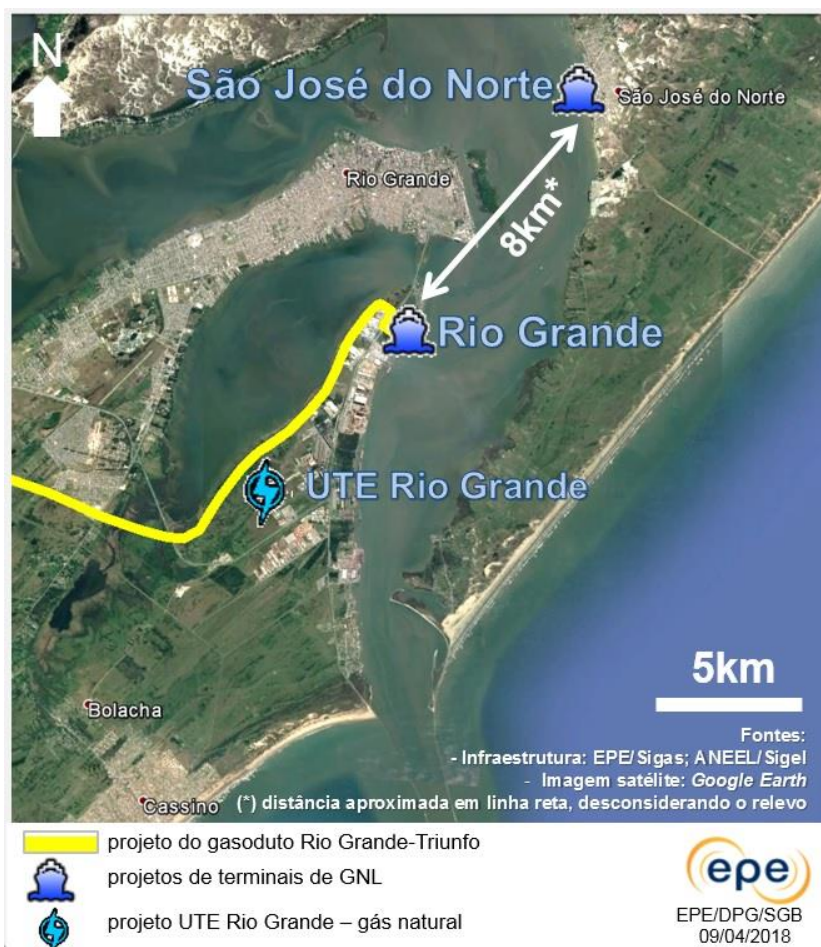 N
São José do Norte
São José do Norte
Rio Grande
8km*
Rio Grande
UTE Rio Grande
5km
Bolacha
Fontes:
- Infraestrutura: EPE/Sigas; ANEEL/Sigel
- Imagem satélite: Google Earth
Cassino
(*) distância aproximada em linha reta, desconsiderando o relevo
projeto do gasoduto Rio Grande-Triunfo
projetos de terminais de GNL
projeto UTE Rio Grande – gás natural
epe
EPE/DPG/SGB
09/04/2018